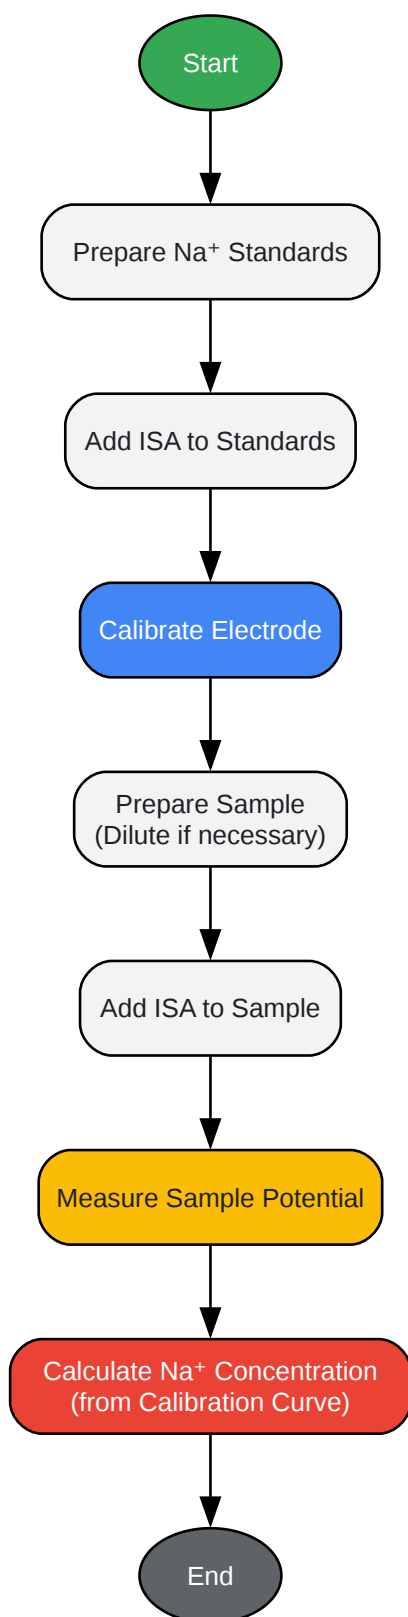 Start
Prepare Na⁺ Standards
Add ISA to Standards
Calibrate Electrode
Prepare Sample
(Dilute if necessary)
Add ISA to Sample
Measure Sample Potential
Calculate Na⁺ Concentration
(from Calibration Curve)
End